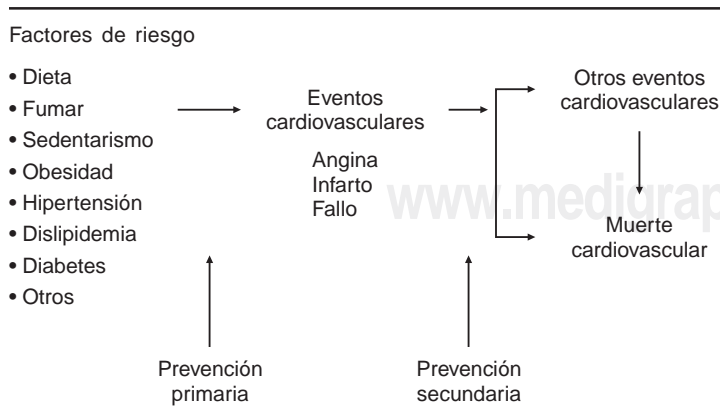 Factores de riesgo
• Dieta
• Fumar
• Sedentarismo
• Obesidad
• Hipertensión
• Dislipidemia
• Diabetes
• Otros
Eventos
cardiovasculares
Angina
Infarto
Fallo
Otros eventos
cardiovasculares
Muerte
cardiovascular
Prevención
primaria
Prevención
secundaria
www.medigrap